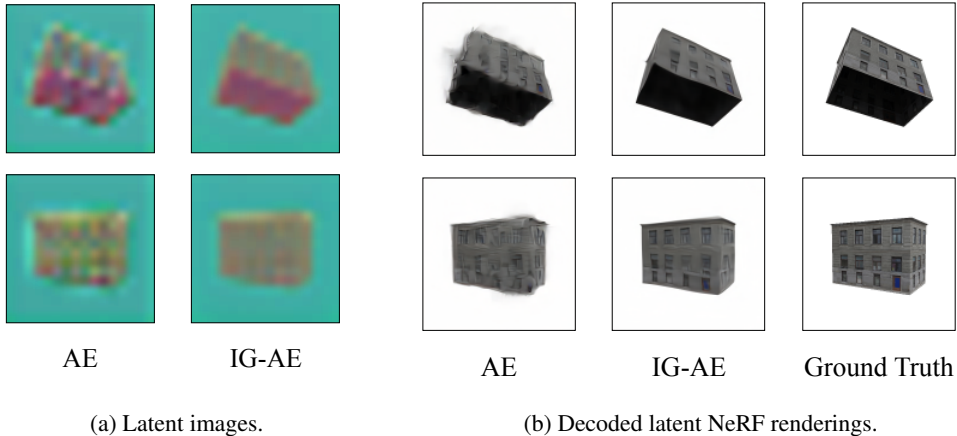 AE
IG-AE
AE
IG-AE
Ground Truth
(a) Latent images.
(b) Decoded latent NeRF renderings.